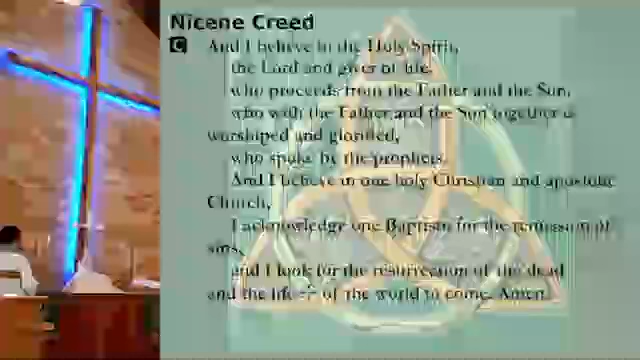 Nicene Creed
C And I believe in the Holy Spirit,
the Lord and giver of life,
who proceeds from the Father and the Son,
who with the Father and the Son together is
worshiped and glorified,
who spoke by the prophets.
And I believe in one holy Christian and apostolic
Church,
I acknowledge one Baptism for the remission of
sins,
and I look for the resurrection of the dead
and the life of the world to come. Amen.